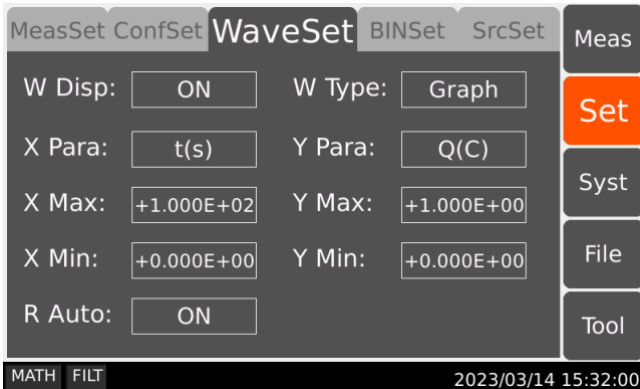 MeasSet ConfSet WaveSet BINSet SrcSet
Meas
W Disp: ON W Type: Graph
Set
X Para: t(s) Y Para: Q(C)
Syst
X Max: +1.000E+02 Y Max: +1.000E+00
X Min: +0.000E+00 Y Min: +0.000E+00
File
R Auto: ON
Tool
MATH FILT 2023/03/14 15:32:00